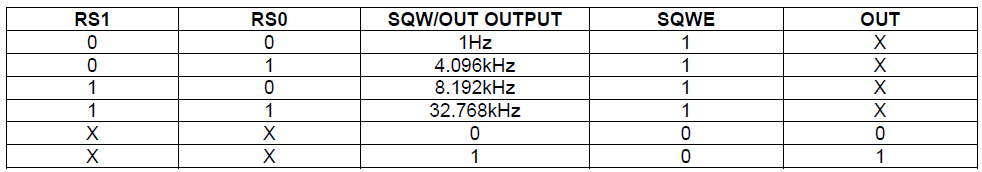 RS1 RS0 SQW/OUT OUTPUT SQWE OUT
0 0 1Hz 1 X
0 1 4.096kHz 1 X
1 0 8.192kHz 1 X
1 1 32.768kHz 1 X
X X 0 0 0
X X 1 0 1